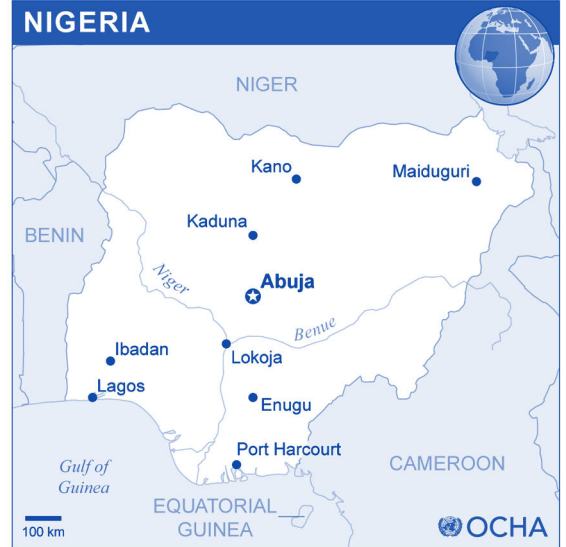 NIGERIA
NIGER
Kano
Maiduguri
Kaduna
BENIN
Niger
Abuja
Benue
Ibadan
Lokoja
Lagos
Enugu
Port Harcourt
Gulf of
Guinea
CAMEROON
EQUATORIAL
GUINEA
100 km
OCHA